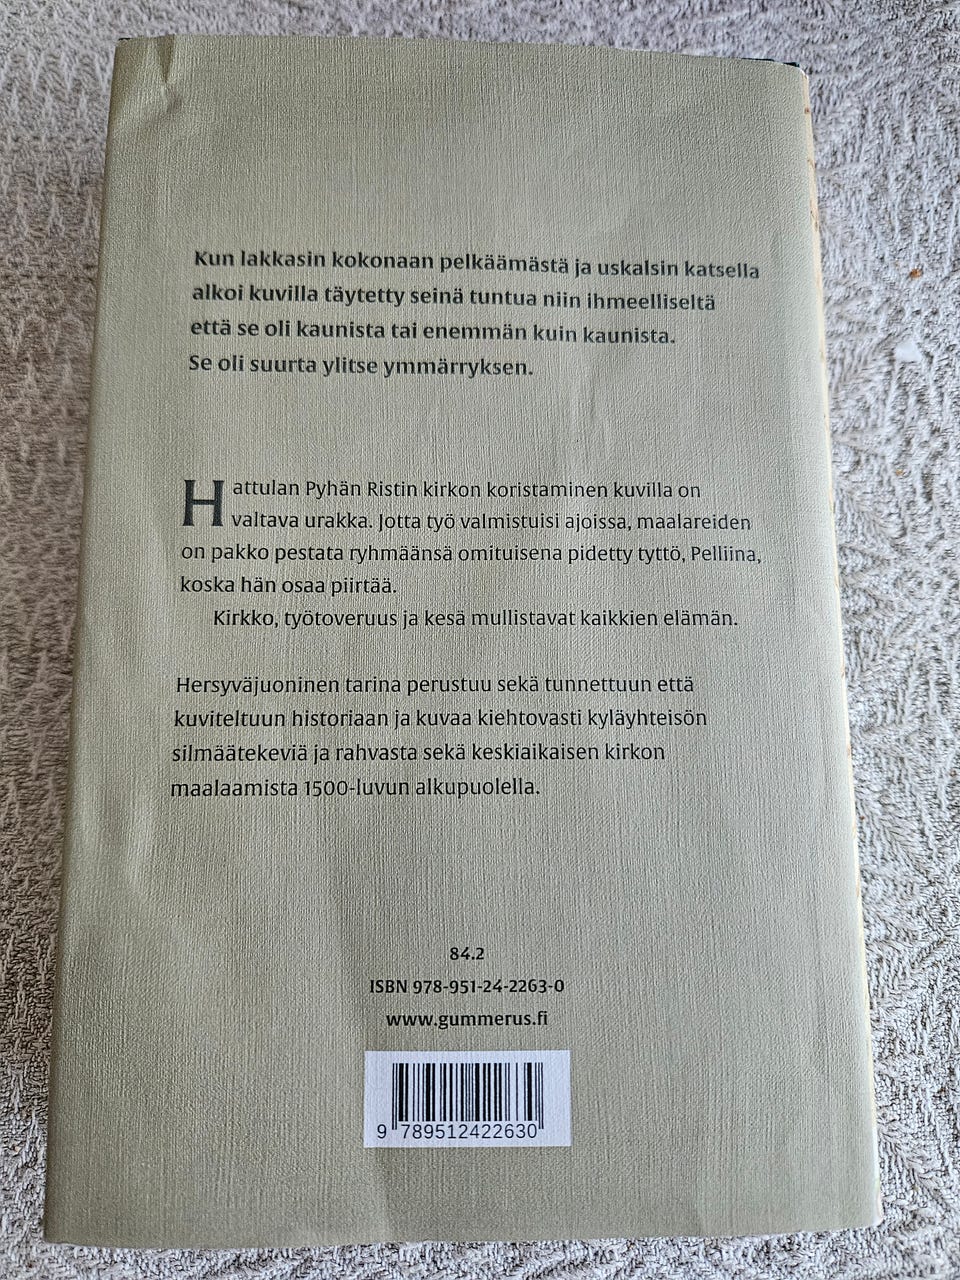 Kun lakkasin kokonaan pelkäämästä ja uskalsin katsella
alkoi kuvilla täytetty seinä tuntua niin ihmeelliseltä
että se oli kaunista tai enemmän kuin kaunista.
Se oli suurta ylitse ymmärryksen.
Hattulan Pyhän Ristin kirkon koristaminen kuvilla on
valtava urakka. Jotta työ valmistuisi ajoissa, maalareiden
on pakko pestata ryhmäänsä omituisena pidetty tyttö, Pelliina,
koska hän osaa piirtää.
Kirkko, työtoveruus ja kesä mullistavat kaikkien elämän.
Hersyväjuoninen tarina perustuu sekä tunnettuun että
kuviteltuun historiaan ja kuvaa kiehtovasti kyläyhteisön
silmäätekeviä ja rahvasta sekä keskiaikaisen kirkon
maalaamista 1500-luvun alkupuolella.
84.2
ISBN 978-951-24-2263-0
www.gummerus.fi
9 789512422630